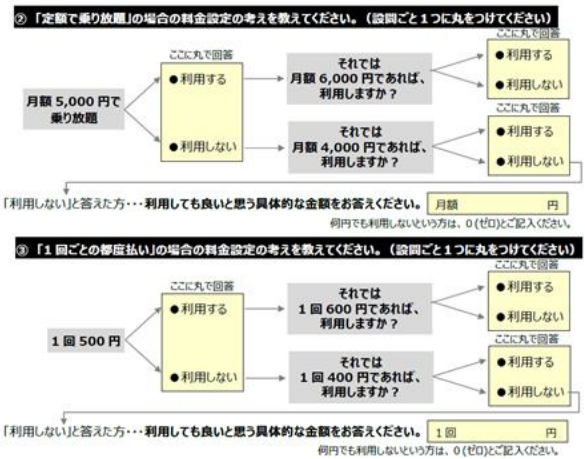 ② 「定額で乗り放題」の場合の料金設定の考えを教えてください。（設問ごと１つに丸をつけてください）
ここに丸で回答
月額 5,000 円で
乗り放題
●利用する
●利用しない
それでは
月額 6,000 円であれば、
利用しますか？
ここに丸で回答
●利用する
●利用しない
それでは
月額 4,000 円であれば、
利用しますか？
ここに丸で回答
●利用する
●利用しない
「利用しない」と答えた方･･･利用しても良いと思う具体的な金額をお答えください。 月額 円
何円でも利用しないという方は、0 (ゼロ)とご記入ください。
③ 「１回ごとの都度払い」の場合の料金設定の考えを教えてください。（設問ごと１つに丸をつけてください）
ここに丸で回答
1 回 500 円
●利用する
●利用しない
それでは
1 回 600 円であれば、
利用しますか？
ここに丸で回答
●利用する
●利用しない
それでは
1 回 400 円であれば、
利用しますか？
ここに丸で回答
●利用する
●利用しない
「利用しない」と答えた方･･･利用しても良いと思う具体的な金額をお答えください。 1 回 円
何円でも利用しないという方は、0 (ゼロ)とご記入ください。